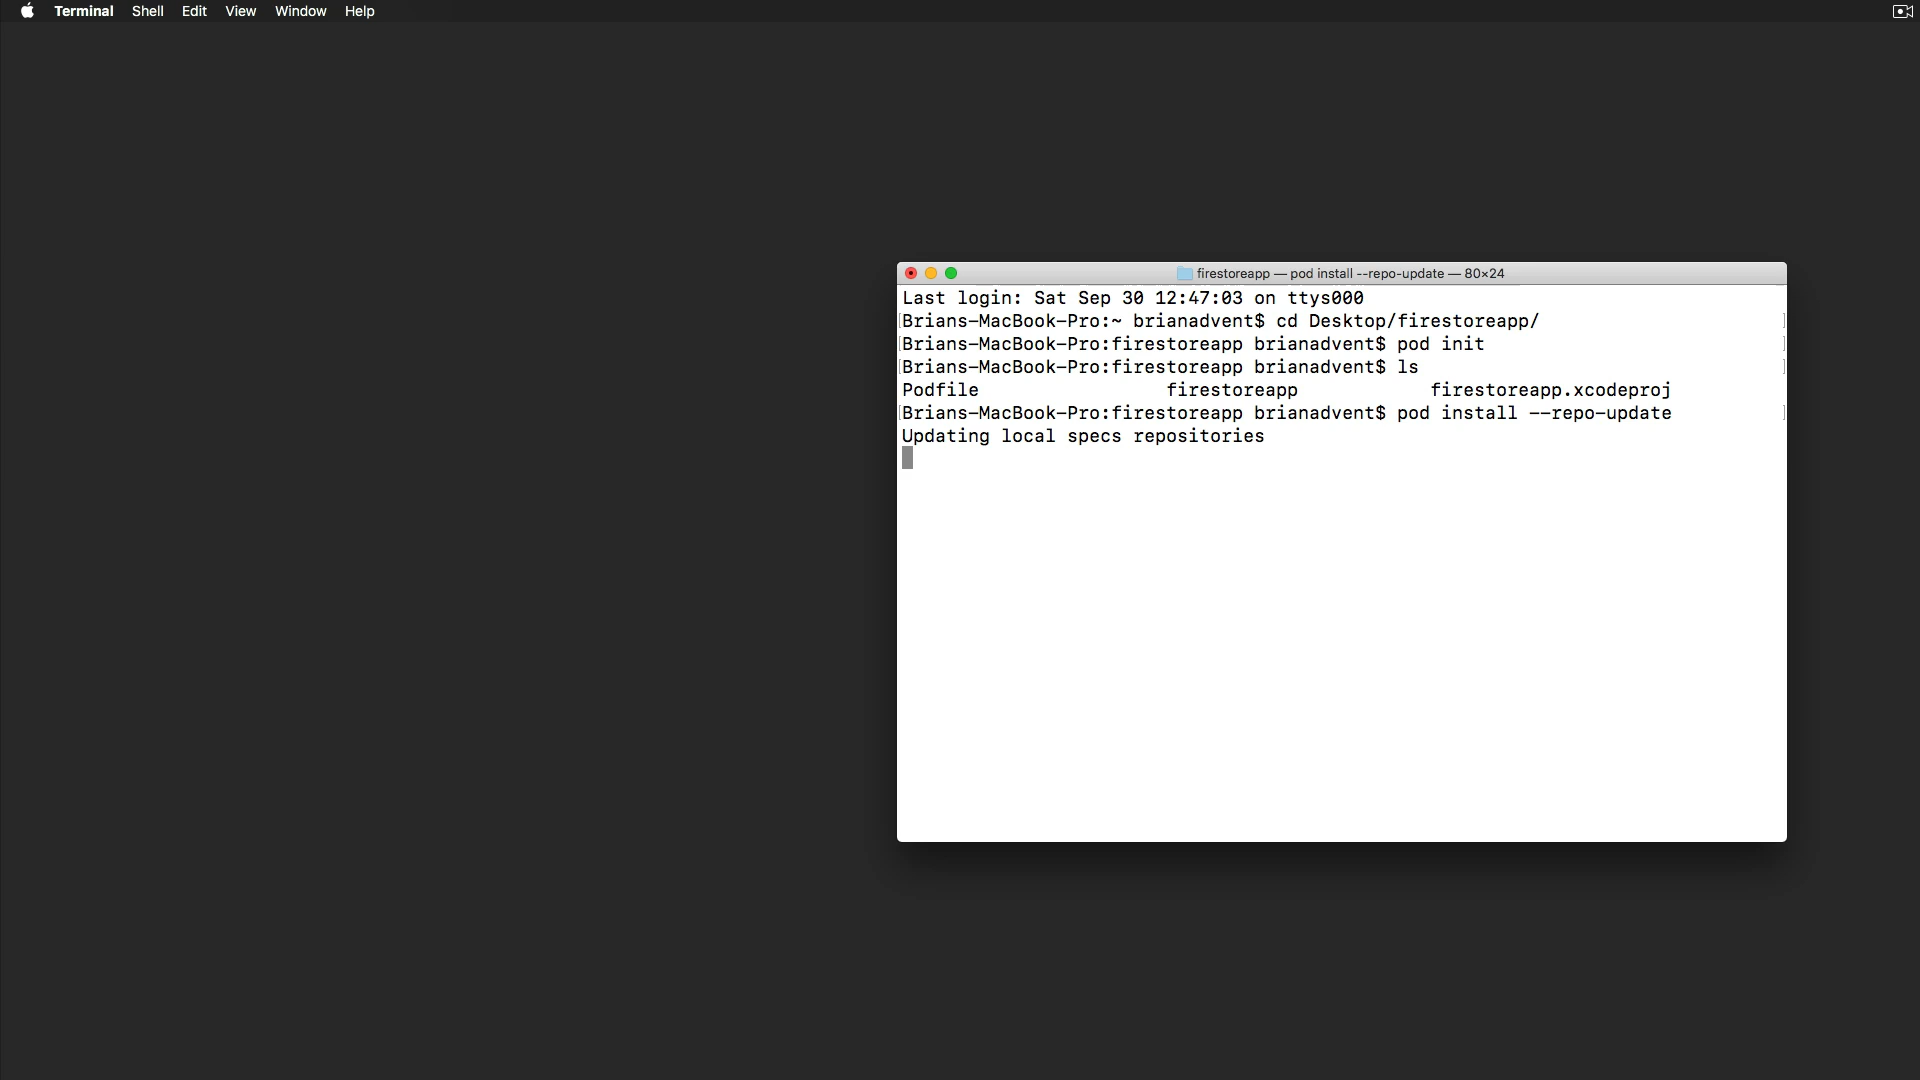 Terminal Shell Edit View Window Help
firestoreapp — pod install --repo-update — 80×24
Last login: Sat Sep 30 12:47:03 on ttys000
[Brians-MacBook-Pro:~ brianadvent$ cd Desktop/firestoreapp/ ]
[Brians-MacBook-Pro:firestoreapp brianadvent$ pod init ]
[Brians-MacBook-Pro:firestoreapp brianadvent$ ls ]
Podfile firestoreapp firestoreapp.xcodeproj
[Brians-MacBook-Pro:firestoreapp brianadvent$ pod install --repo-update ]
Updating local specs repositories